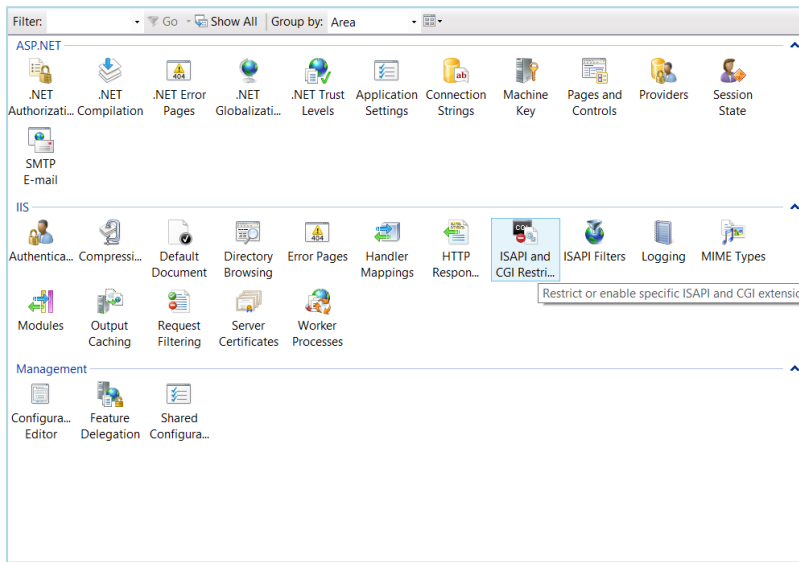 Filter: Go Show All Group by: Area
ASP.NET
.NET .NET .NET Error .NET .NET Trust Application Connection Machine Pages and Providers Session
Authorizati... Compilation Pages Globalizati... Levels Settings Strings Key Controls State
SMTP
E-mail
IIS
Authentica... Compressi... Default Directory Error Pages Handler HTTP ISAPI and ISAPI Filters Logging MIME Types
Document Browsing Mappings Respon... CGI Restri...
Restrict or enable specific ISAPI and CGI extensio
Modules Output Request Server Worker
Caching Filtering Certificates Processes
Management
Configura... Feature Shared
Editor Delegation Configura...